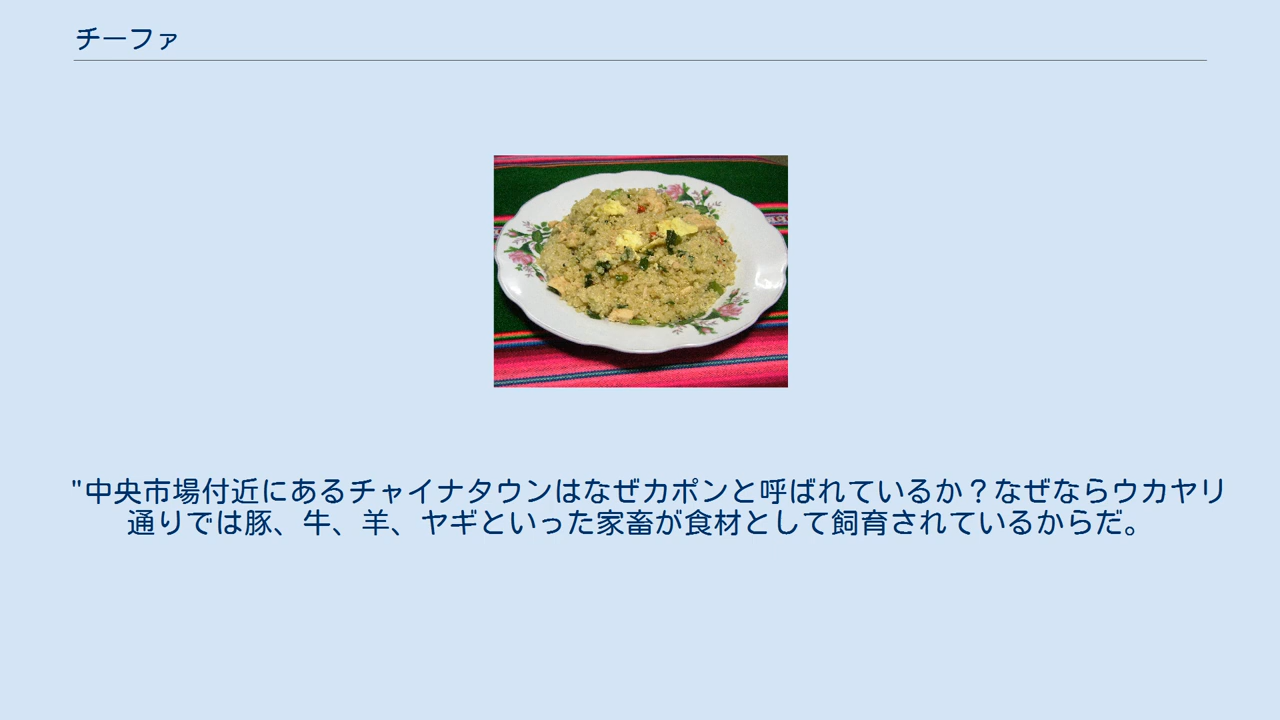 チーファ
"中央市場付近にあるチャイナタウンはなぜカポンと呼ばれているか？なぜならウカヤリ
通りでは豚、牛、羊、ヤギといった家畜が食材として飼育されているからだ。